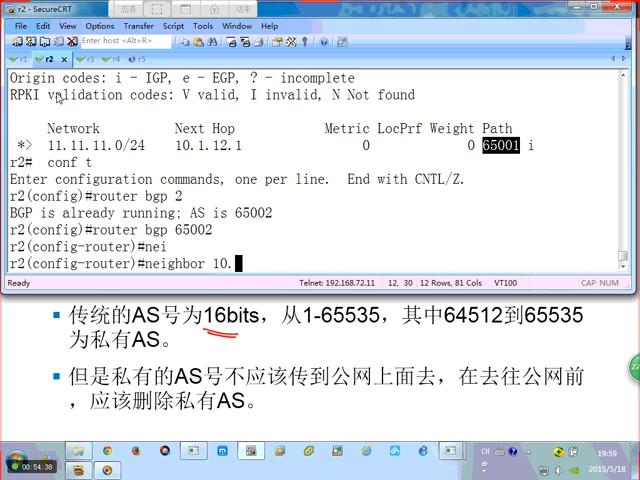 r2 - SecureCRT
File Edit View Options Transfer Script Tools Window Help
Enter host <Alt+R>
r1 r2 r3 r4 r5
Origin codes: i - IGP, e - EGP, ? - incomplete
RPKI validation codes: V valid, I invalid, N Not found
Network Next Hop Metric LocPrf Weight Path
*> 11.11.11.0/24 10.1.12.1 0 0 65001 i
r2# conf t
Enter configuration commands, one per line. End with CNTL/Z.
r2(config)#router bgp 2
BGP is already running; AS is 65002
r2(config)#router bgp 65002
r2(config-router)#nei
r2(config-router)#neighbor 10.
Ready Telnet: 192.168.72.11 12, 30 12 Rows, 81 Cols VT100 CAP NUM
传统的AS号为16bits，从1-65535，其中64512到65535
为私有AS。
但是私有的AS号不应该传到公网上面去，在去往公网前
，应该删除私有AS。
27
CN 19:59
00:54:38 2015/5/18